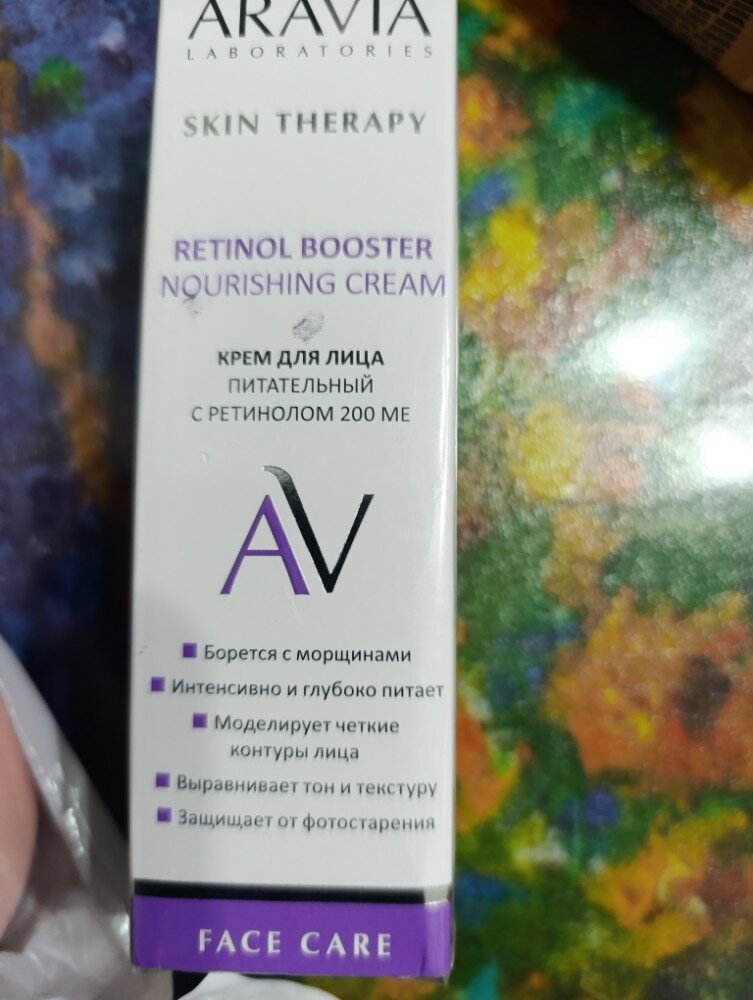 ARAVIA
LABORATORIES
SKIN THERAPY
RETINOL BOOSTER
NOURISHING CREAM
КРЕМ ДЛЯ ЛИЦА
ПИТАТЕЛЬНЫЙ
С РЕТИНОЛОМ 200 МЕ
AV
Борется с морщинами
Интенсивно и глубоко питает
Моделирует четкие
контуры лица
Выравнивает тон и текстуру
Защищает от фотостарения
FACE CARE